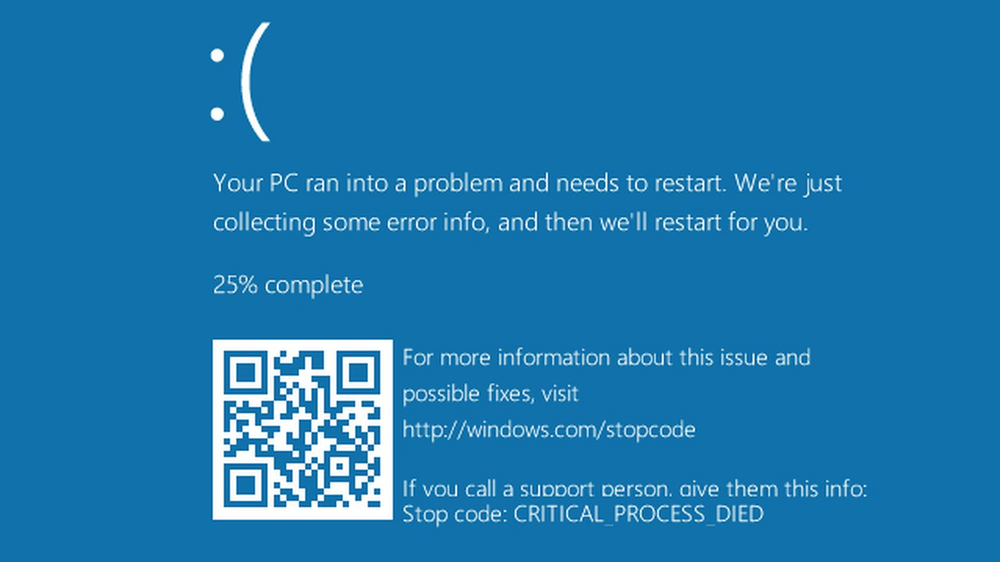 :(
Your PC ran into a problem and needs to restart. We're just
collecting some error info, and then we'll restart for you.
25% complete
For more information about this issue and
possible fixes, visit
http://windows.com/stopcode
If you call a support person, give them this info:
Stop code: CRITICAL_PROCESS_DIED